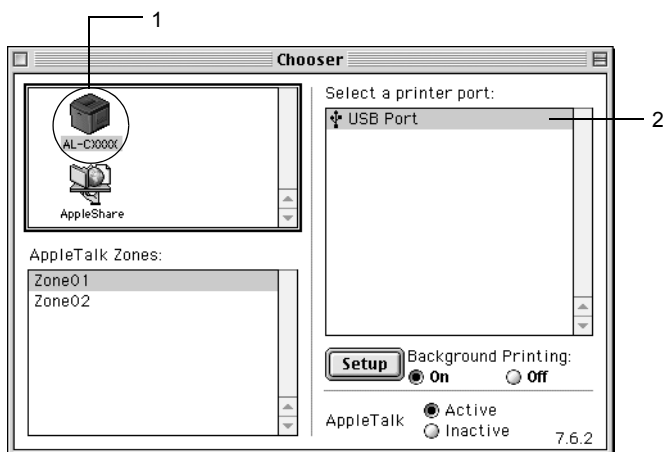 1
Chooser
AL-CXXXX
AppleShare
AppleTalk Zones:
Zone01
Zone02
Select a printer port:
USB Port
2
Setup
Background Printing:
On Off
AppleTalk
Active
Inactive
7.6.2